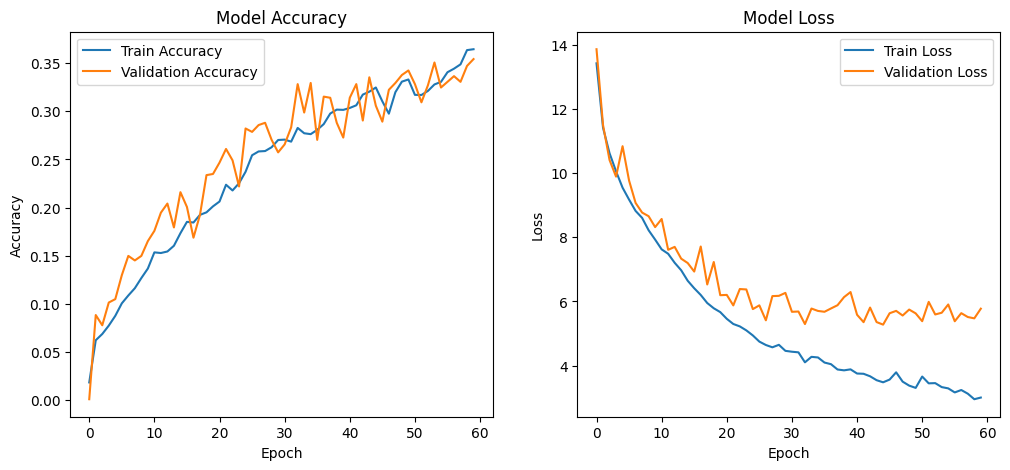 Model Accuracy
Train Accuracy
Validation Accuracy
Accuracy
0.35
0.30
0.25
0.20
0.15
0.10
0.05
0.00
0 10 20 30 40 50 60
Epoch
Model Loss
Train Loss
Validation Loss
Loss
14
12
10
8
6
4
0 10 20 30 40 50 60
Epoch